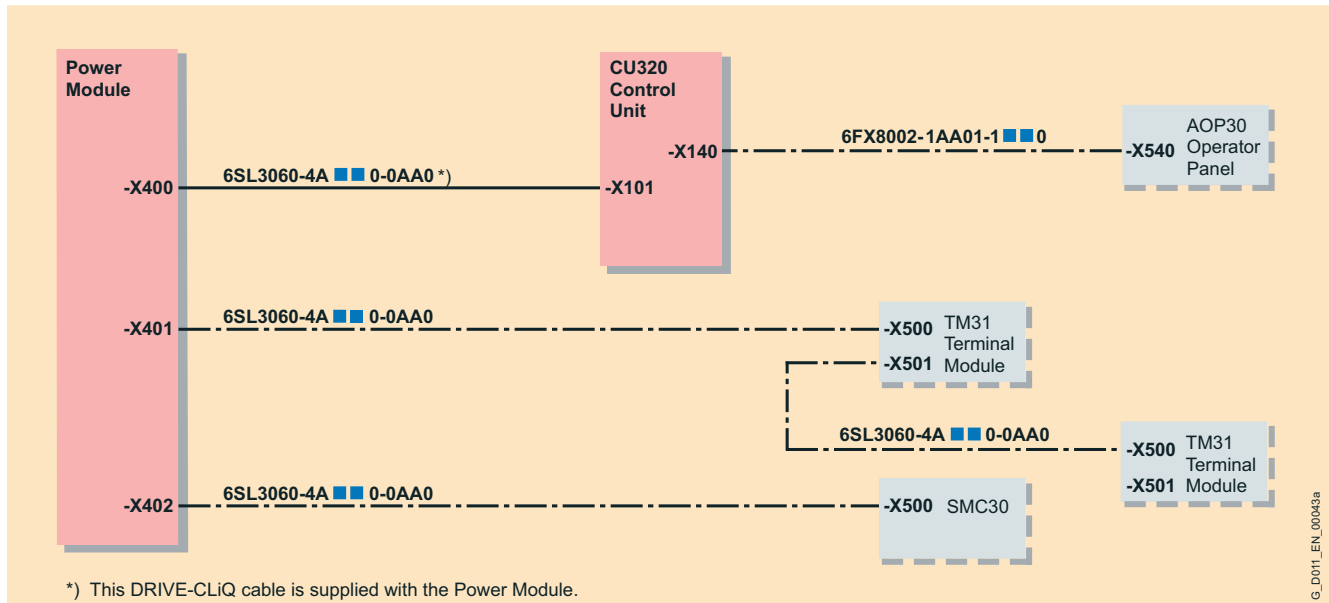 Power
Module
CU320
Control
Unit
-X140
6FX8002-1AA01-1■■0
-X540
AOP30
Operator
Panel
-X400
6SL3060-4A ■■ 0-0AA0 *)
-X101
-X401
6SL3060-4A ■■ 0-0AA0
-X500 TM31
Terminal
-X501 Module
6SL3060-4A ■■ 0-0AA0
-X500 TM31
Terminal
-X501 Module
-X402
6SL3060-4A ■■ 0-0AA0
-X500 SMC30
*) This DRIVE-CLiQ cable is supplied with the Power Module.
G_D011_EN_00043a